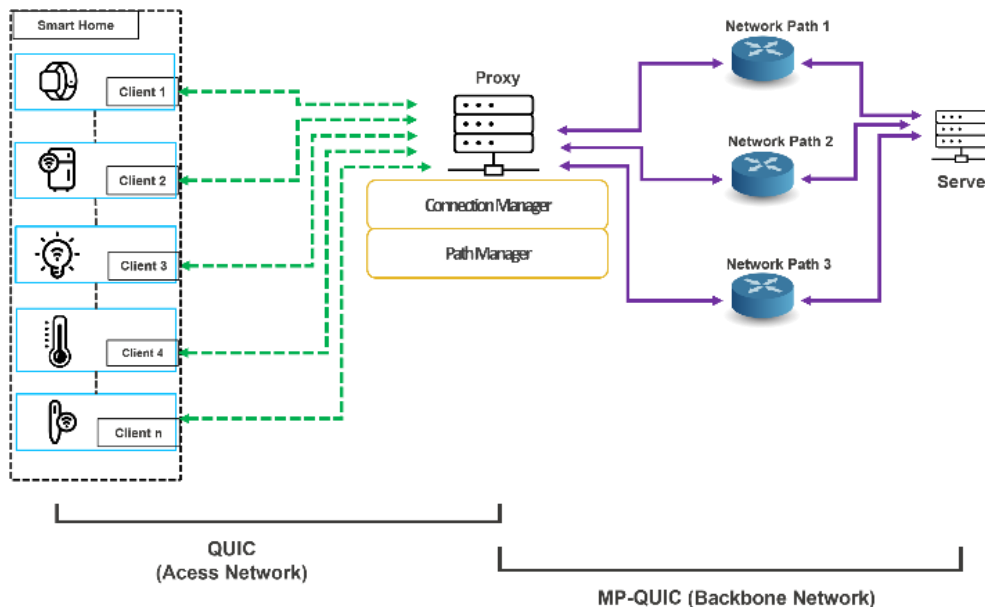 Smart Home
Client 1
Client 2
Client 3
Client 4
Client n
Proxy
Connection Manager
Path Manager
Network Path 1
Network Path 2
Network Path 3
Serve
QUIC
(Acess Network)
MP-QUIC (Backbone Network)